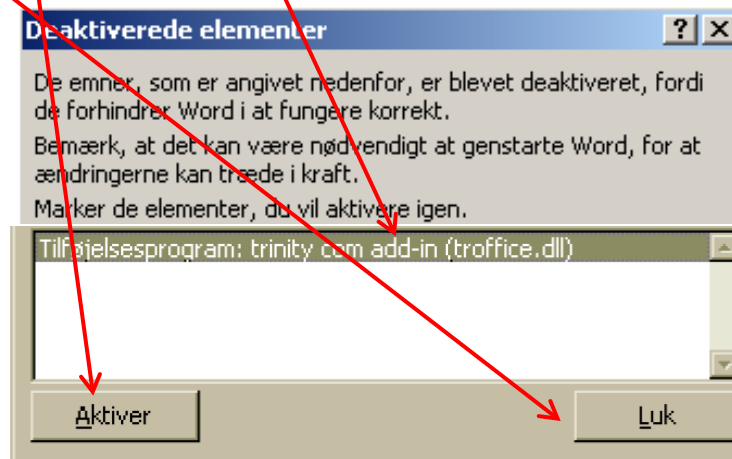 Deaktiverede elementer
De emner, som er angivet nedenfor, er blevet deaktiveret, fordi
de forhindrer Word i at fungere korrekt.
Bemærk, at det kan være nødvendigt at genstarte Word, for at
ændringerne kan træde i kraft.
Marker de elementer, du vil aktivere igen.
Tilføjelsesprogram: trinity com add-in (troffice.dll)
Aktiver
Luk